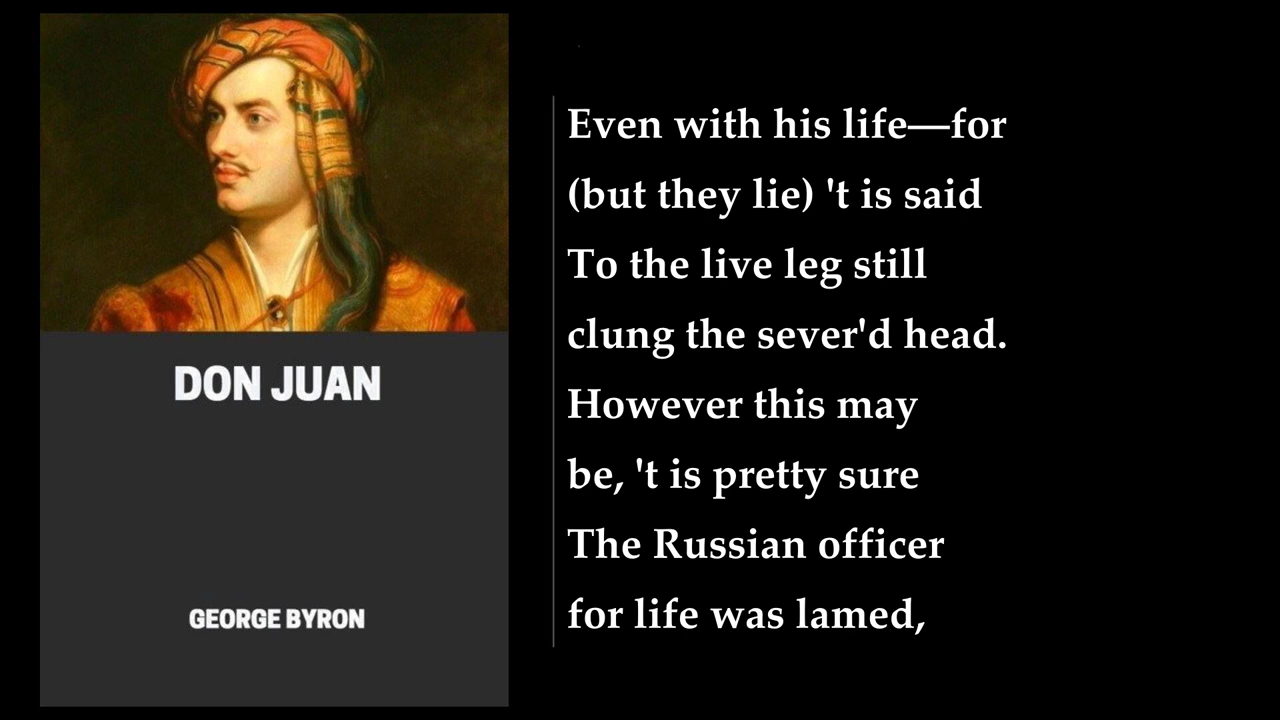 DON JUAN
GEORGE BYRON
Even with his life—for
(but they lie) 't is said
To the live leg still
clung the sever'd head.
However this may
be, 't is pretty sure
The Russian officer
for life was lamed,